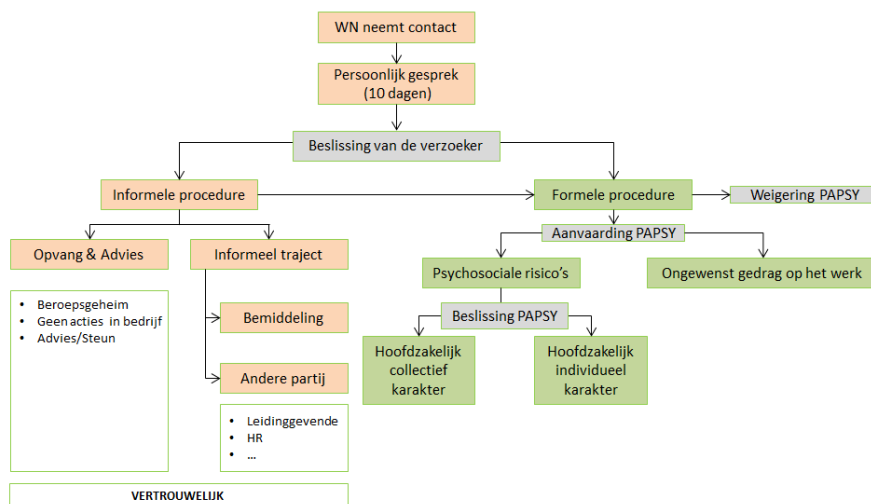 WN neemt contact
Persoonlijk gesprek
(10 dagen)
Beslissing van de verzoeker
Informele procedure
Formele procedure
Weigering PAPSY
Aanvaarding PAPSY
Opvang & Advies
Informeel traject
Psychosociale risico's
Ongewenst gedrag op het werk
• Beroepsgeheim
• Geen acties in bedrijf
• Advies/Steun
Bemiddeling
Beslissing PAPSY
Hoofdzakelijk
collectief
karakter
Hoofdzakelijk
individueel
karakter
Andere partij
• Leidinggevende
• HR
• ...
VERTROUWELIJK